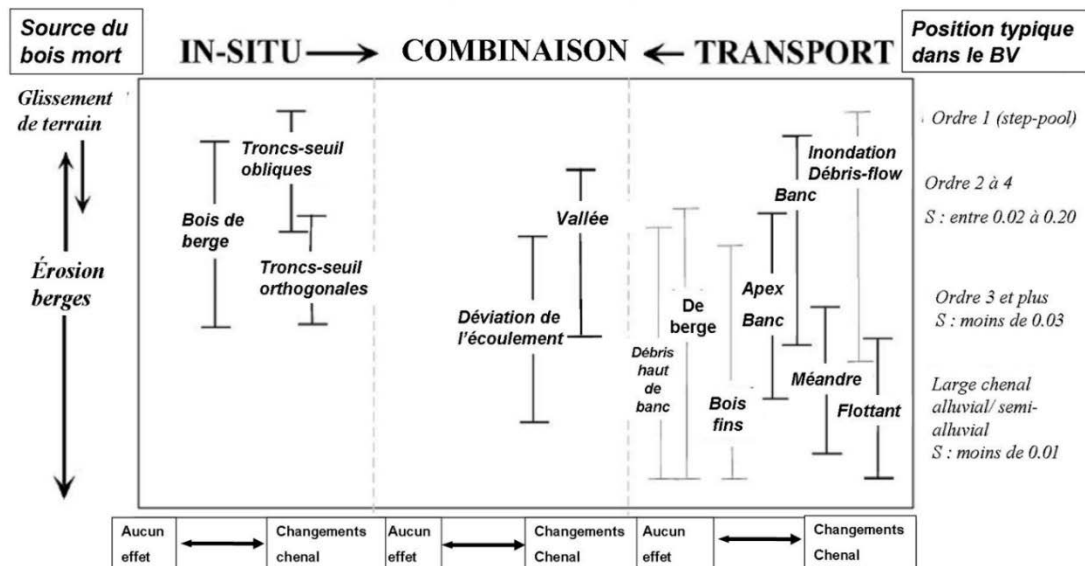 Source du
bois mort
IN-SITU
COMBINAISON
TRANSPORT
Position typique
dans le BV
Glissement
de terrain
Érosion
berges
Troncs-seuil
obliques
Bois de
berge
Troncs-seuil
orthogonales
Vallée
Déviation de
l'écoulement
Inondation
Débris-flow
Banc
Apex
Banc
De
berge
Débris
haut
de
banc
Bois
fins
Méandre
Flottant
Ordre 1 (step-pool)
Ordre 2 à 4
S : entre 0.02 à 0.20
Ordre 3 et plus
S : moins de 0.03
Large chenal
alluvial/ semi-
alluvial
S : moins de 0.01
Aucun
effet
Changements
chenal
Aucun
effet
Changements
Chenal
Aucun
effet
Changements
Chenal